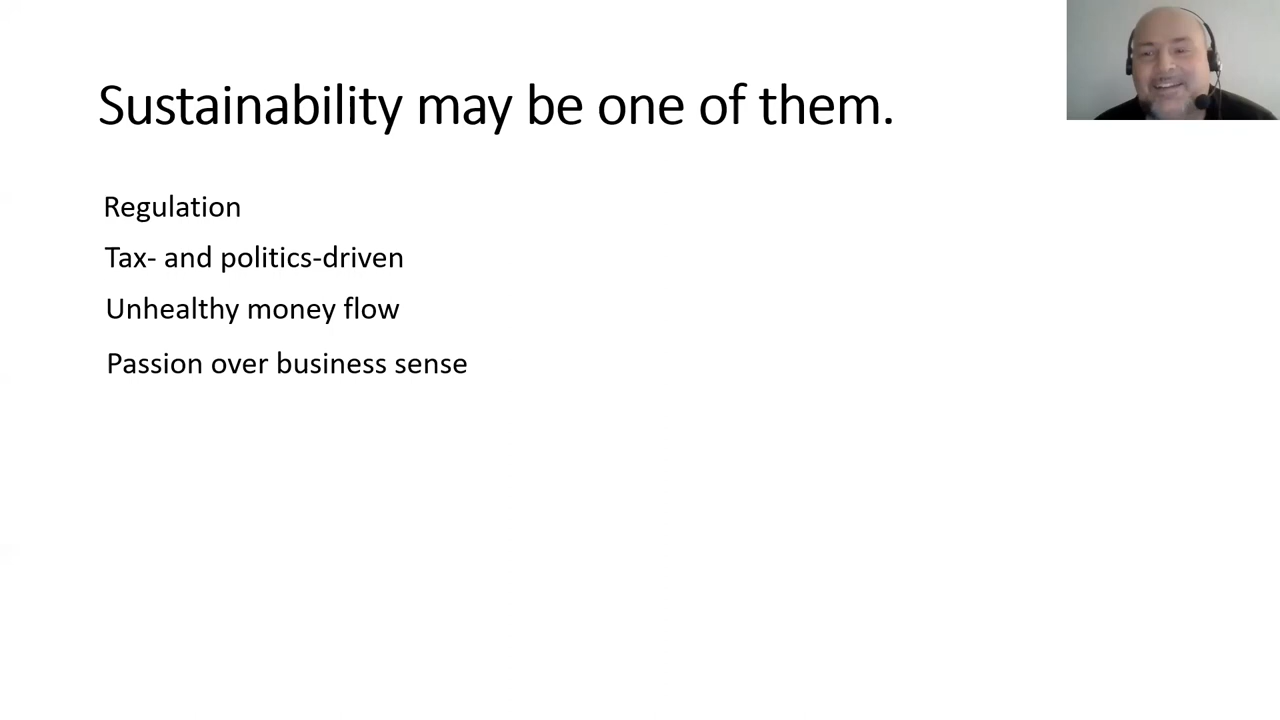 Sustainability may be one of them.
Regulation
Tax- and politics-driven
Unhealthy money flow
Passion over business sense